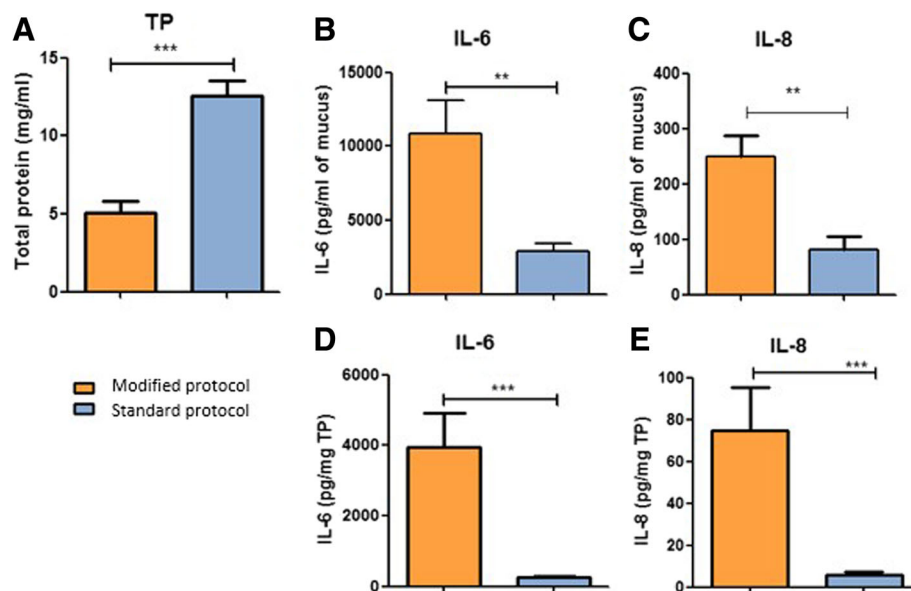 A
TP
***
Total protein (mg/ml)
15
10
5
0
B
IL-6
**
IL-6 (pg/ml of mucus)
15000
10000
5000
0
C
IL-8
**
IL-8 (pg/ml of mucus)
400
300
200
100
0
Modified protocol
Standard protocol
D
IL-6
***
IL-6 (pg/mg TP)
6000
4000
2000
0
E
IL-8
***
IL-8 (pg/mg TP)
100
80
60
40
20
0